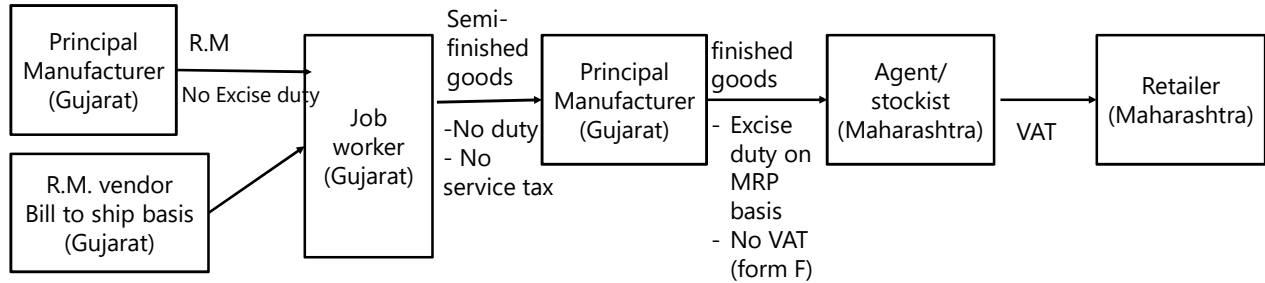 Principal
Manufacturer
(Gujarat)
R.M
No Excise duty
R.M. vendor
Bill to ship basis
(Gujarat)
Job
worker
(Gujarat)
Semi-
finished
goods
-No duty
- No
service tax
Principal
Manufacturer
(Gujarat)
finished
goods
- Excise
duty on
MRP
basis
- No VAT
(form F)
Agent/
stockist
(Maharashtra)
VAT
Retailer
(Maharashtra)